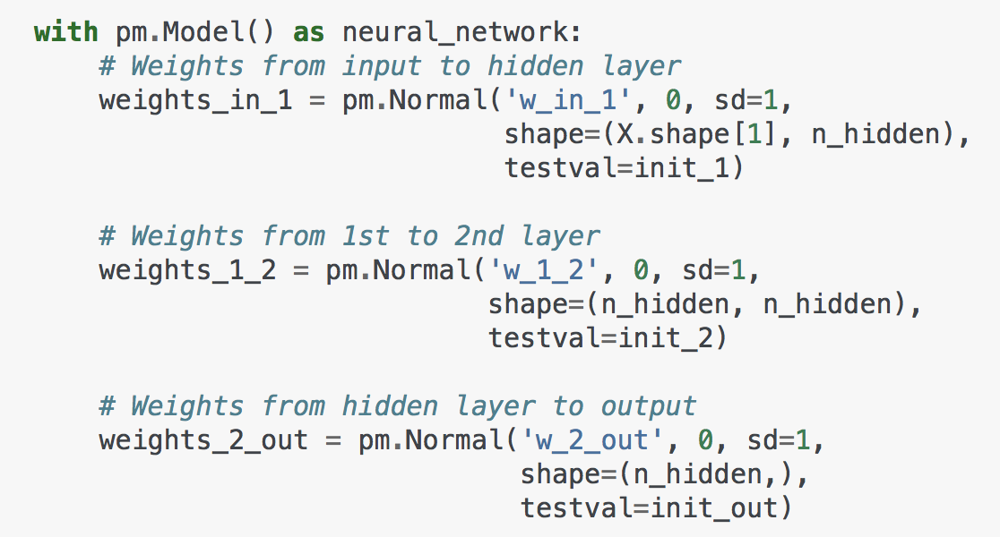 with pm.Model() as neural_network:
    # Weights from input to hidden layer
    weights_in_1 = pm.Normal('w_in_1', 0, sd=1,
                             shape=(X.shape[1], n_hidden),
                             testval=init_1)

    # Weights from 1st to 2nd layer
    weights_1_2 = pm.Normal('w_1_2', 0, sd=1,
                            shape=(n_hidden, n_hidden),
                            testval=init_2)

    # Weights from hidden layer to output
    weights_2_out = pm.Normal('w_2_out', 0, sd=1,
                              shape=(n_hidden,),
                              testval=init_out)